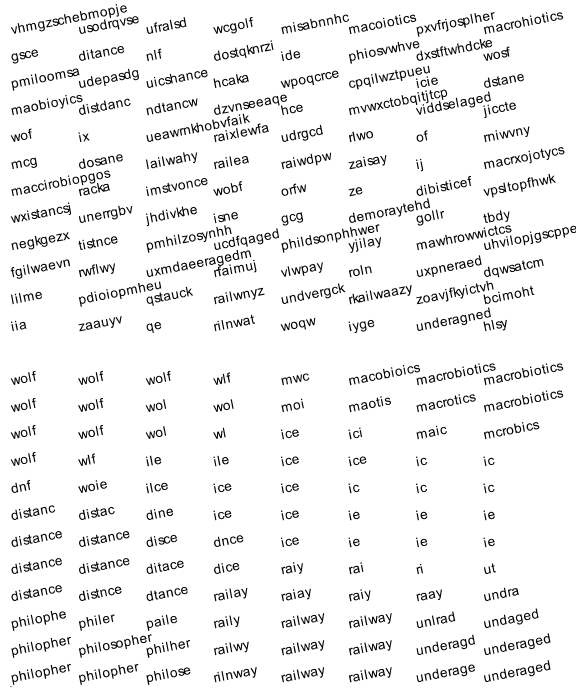 vhmgzschebmopje usodrqvse ufralsd wcgolf misabnnhc macoiotics pxvfrjosplher macrohiotics
gsce ditance nlf dostqknrzi ide phiosvwhve dxstftwhdcke wosf
pmiloomsa udepasdg uicshance hcaka wpoqcrce cpqilwztpueu icie dstane
maobioyics distdanc ndtancw dzvnseeaqe hce mvwxctobqitjtcp viddselaged jiccte
wof ix ueawmkhobvfaik raixlewfa udrgcd rlwo of miwvny
mcg dosane lailwahy railea raiwdpw zaisay ij macrxojotycs
maccirobiopgos racka imstvonce wobf orfw ze dibisticef vpsltopfhwk
wxistancsj unerrgbv jhdivkhe isne gcg demoraytehd gollr tbdy
negkgezx tistnce pmhilzosynhh ucdfqaged phildsonphhwer yjilay mawhrowwictcs uhvilopjgscppe
fgilwaevn rwflwy uxmdaeeragedm rfaimuj vlwpay roln uxpneraed dqwsatcm
lilme pdioiopmheu qstauck railwnyz undvergck rkailwaazy zoavjfkyictvh bcimoht
iia zaauyv qe rilnwat woqw iyge underagned hlsy
wolf wolf wolf wlf mwc macobioics macrobiotics macrobiotics
wolf wolf wol wol moi maotis macrotics macrobiotics
wolf wolf wol wl ice ici maic mcrobics
wolf wlf ile ile ice ice ic ic
dnf woie ilce ice ice ic ic ic
distanc distac dine ice ice ie ie ie
distance distance disce dnce ice ie ie ie
distance distance ditace dice raiy rai ri ut
distance distnce dtance railay raiay raiy raay undra
philophe philer paile raily railway railway unlrad undaged
philopher philosopher philher railwy railway railway underagd underaged
philopher philopher philose rilnway railway railway underage underaged